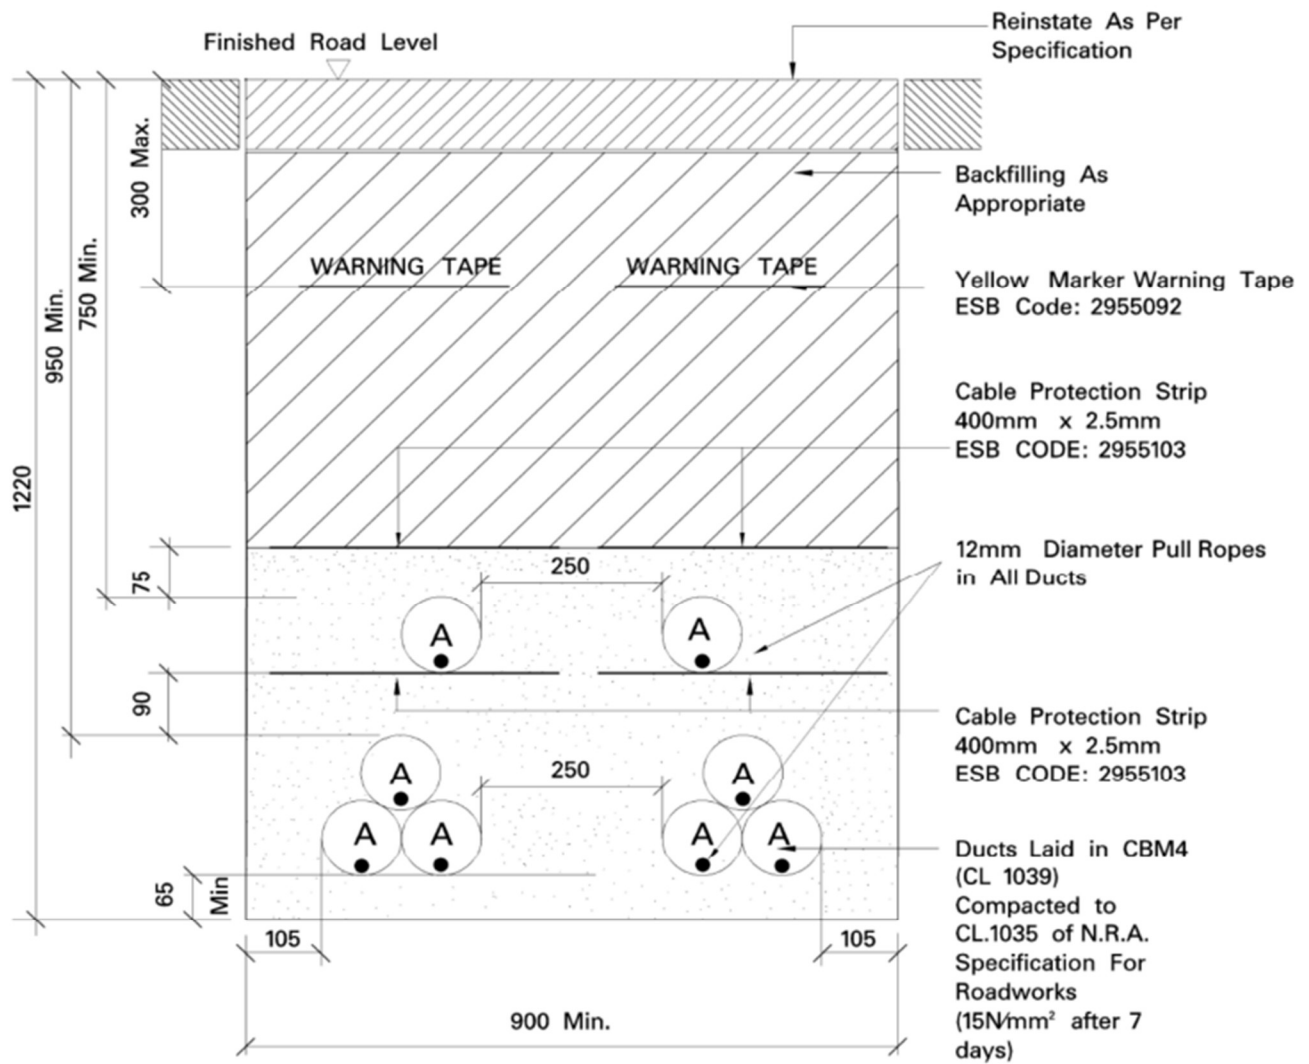 Reinstate As Per
Specification
Finished Road Level
300 Max.
Backfilling As
Appropriate
750 Min.
WARNING TAPE
WARNING TAPE
Yellow Marker Warning Tape
ESB Code: 2955092
950 Min.
Cable Protection Strip
400mm x 2.5mm
ESB CODE: 2955103
1220
12mm Diameter Pull Ropes
in All Ducts
75
250
A
A
90
Cable Protection Strip
400mm x 2.5mm
ESB CODE: 2955103
A
250
A
A
A
A
A
Ducts Laid in CBM4
(CL 1039)
Compacted to
CL.1035 of N.R.A.
Specification For
Roadworks
(15N/mm² after 7
days)
65
Min
105
105
900 Min.